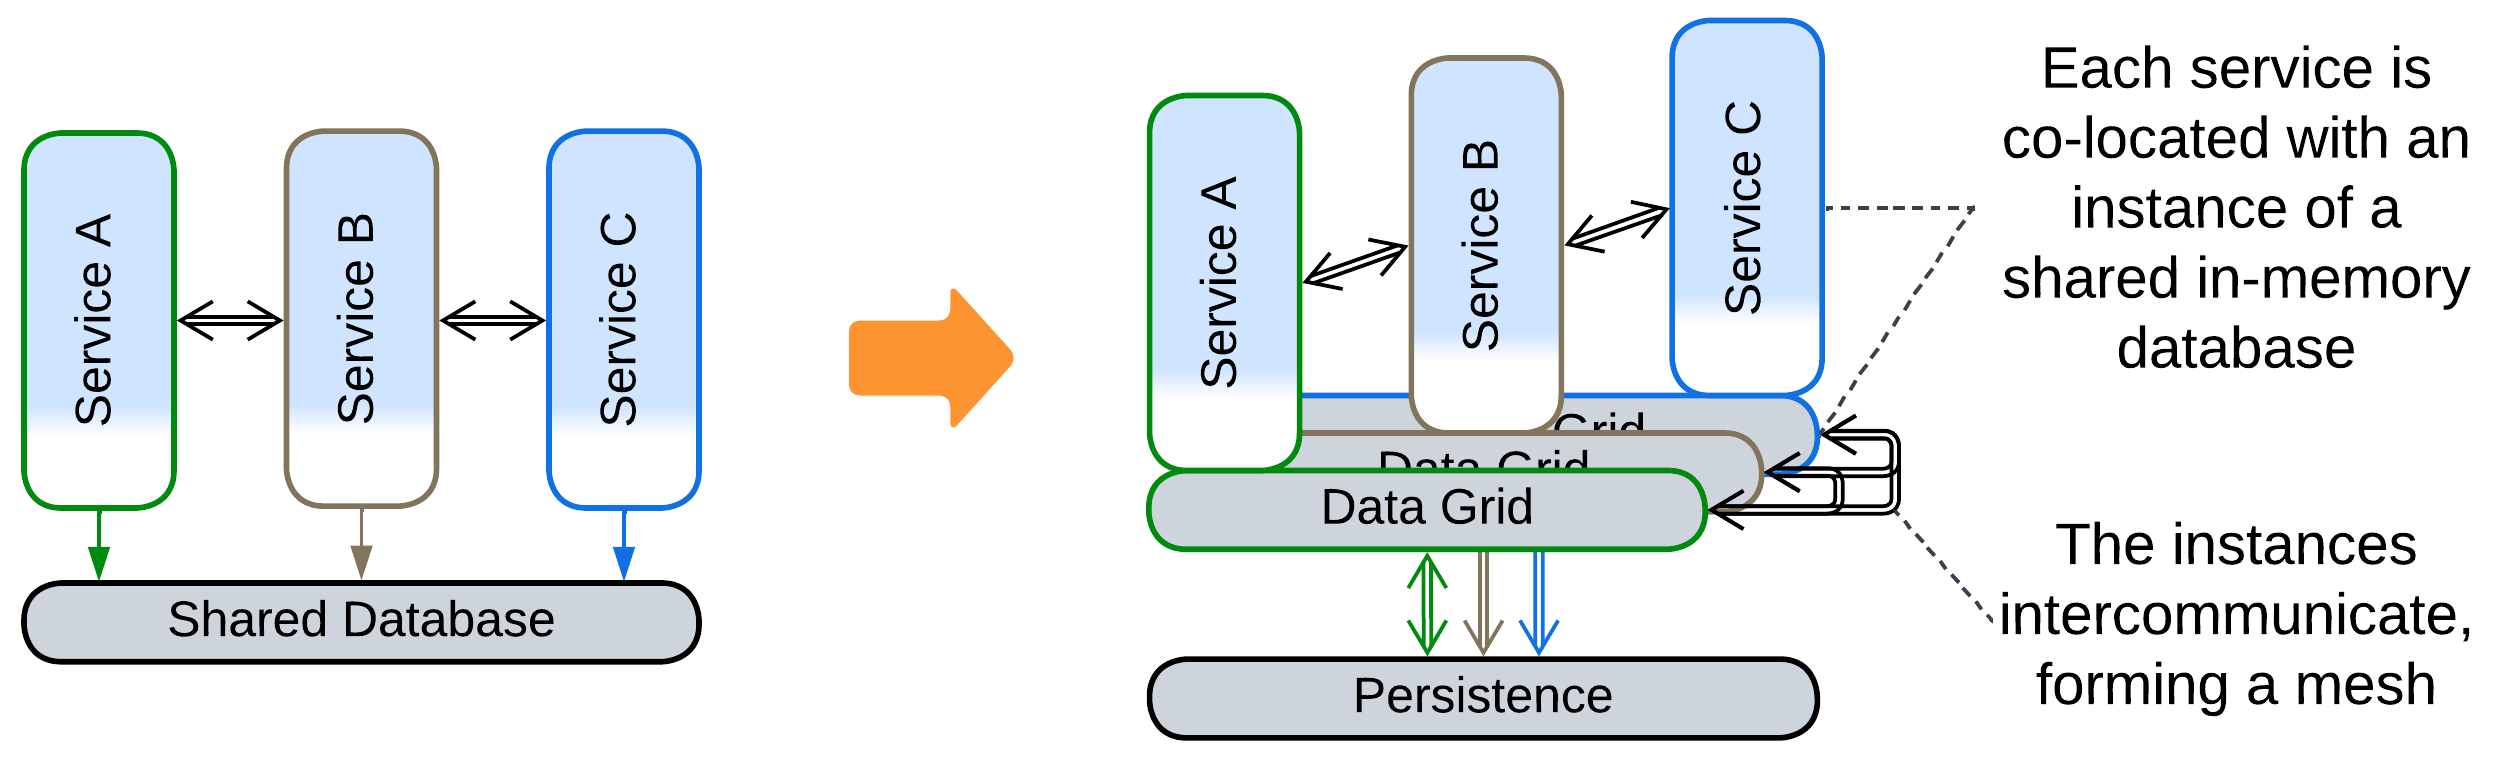 Service A
Service B
Service C
Shared Database
Service A
Service B
Service C
Grid
Data Grid
Data Grid
Persistence
Each service is
co-located with an
instance of a
shared in-memory
database
The instances
intercommunicate,
forming a mesh